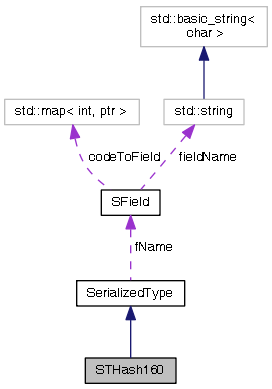 std::basic_string<
char >
std::map< int, ptr >
std::string
codeToField
fieldName
SField
fName
SerializedType
STHash160